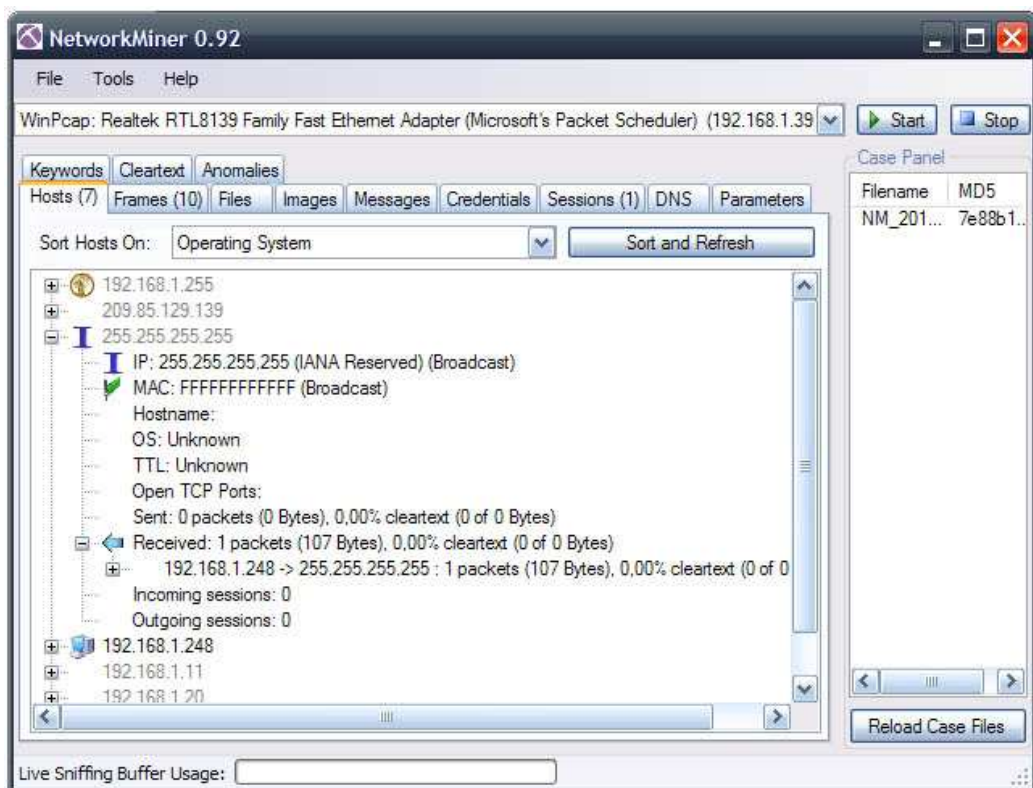 NetworkMiner 0.92
File Tools Help
WinPcap: Realtek RTL8139 Family Fast Ethernet Adapter (Microsoft's Packet Scheduler) (192.168.1.39
Start Stop
Keywords Cleartext Anomalies
Hosts (7) Frames (10) Files Images Messages Credentials Sessions (1) DNS Parameters
Sort Hosts On: Operating System Sort and Refresh
192.168.1.255
209.85.129.139
255.255.255.255
IP: 255.255.255.255 (IANA Reserved) (Broadcast)
MAC: FFFFFFFFFFFF (Broadcast)
Hostname:
OS: Unknown
TTL: Unknown
Open TCP Ports:
Sent: 0 packets (0 Bytes), 0,00% cleartext (0 of 0 Bytes)
Received: 1 packets (107 Bytes), 0,00% cleartext (0 of 0 Bytes)
192.168.1.248 -> 255.255.255.255 : 1 packets (107 Bytes), 0,00% cleartext (0 of 0
Incoming sessions: 0
Outgoing sessions: 0
192.168.1.248
192.168.1.11
192.168.1.20
Case Panel
Filename MD5
NM_201... 7e88b1..
Reload Case Files
Live Sniffing Buffer Usage: